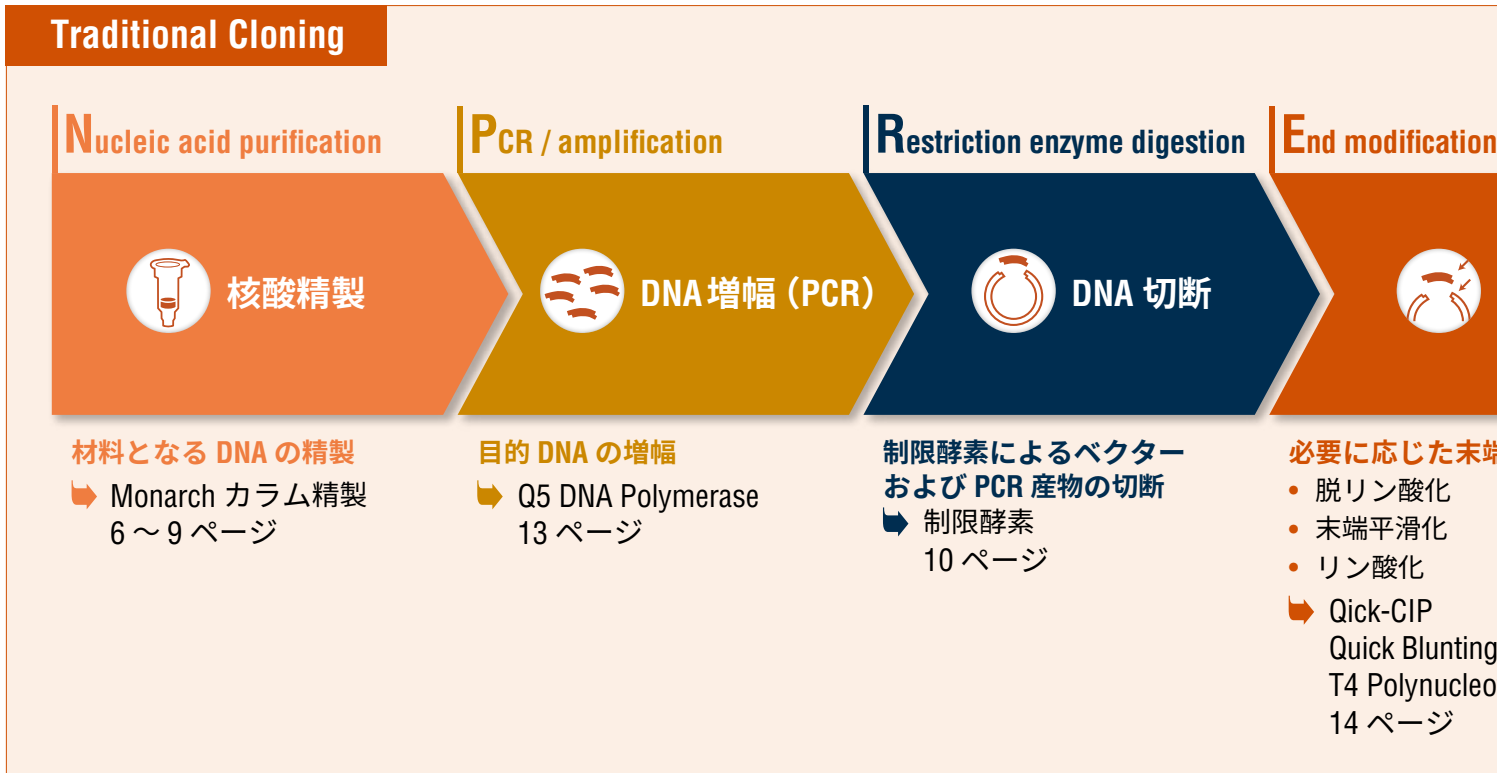 Traditional Cloning
Nucleic acid purification
PCR / amplification
Restriction enzyme digestion
End modification
核酸精製
DNA 増幅（PCR）
DNA 切断
材料となる DNA の精製
Monarch カラム精製
6 〜 9 ページ
目的 DNA の増幅
Q5 DNA Polymerase
13 ページ
制限酵素によるベクター
および PCR 産物の切断
制限酵素
10 ページ
必要に応じた末端
• 脱リン酸化
• 末端平滑化
• リン酸化
Qick-CIP
Quick Blunting
T4 Polynucleo
14 ページ